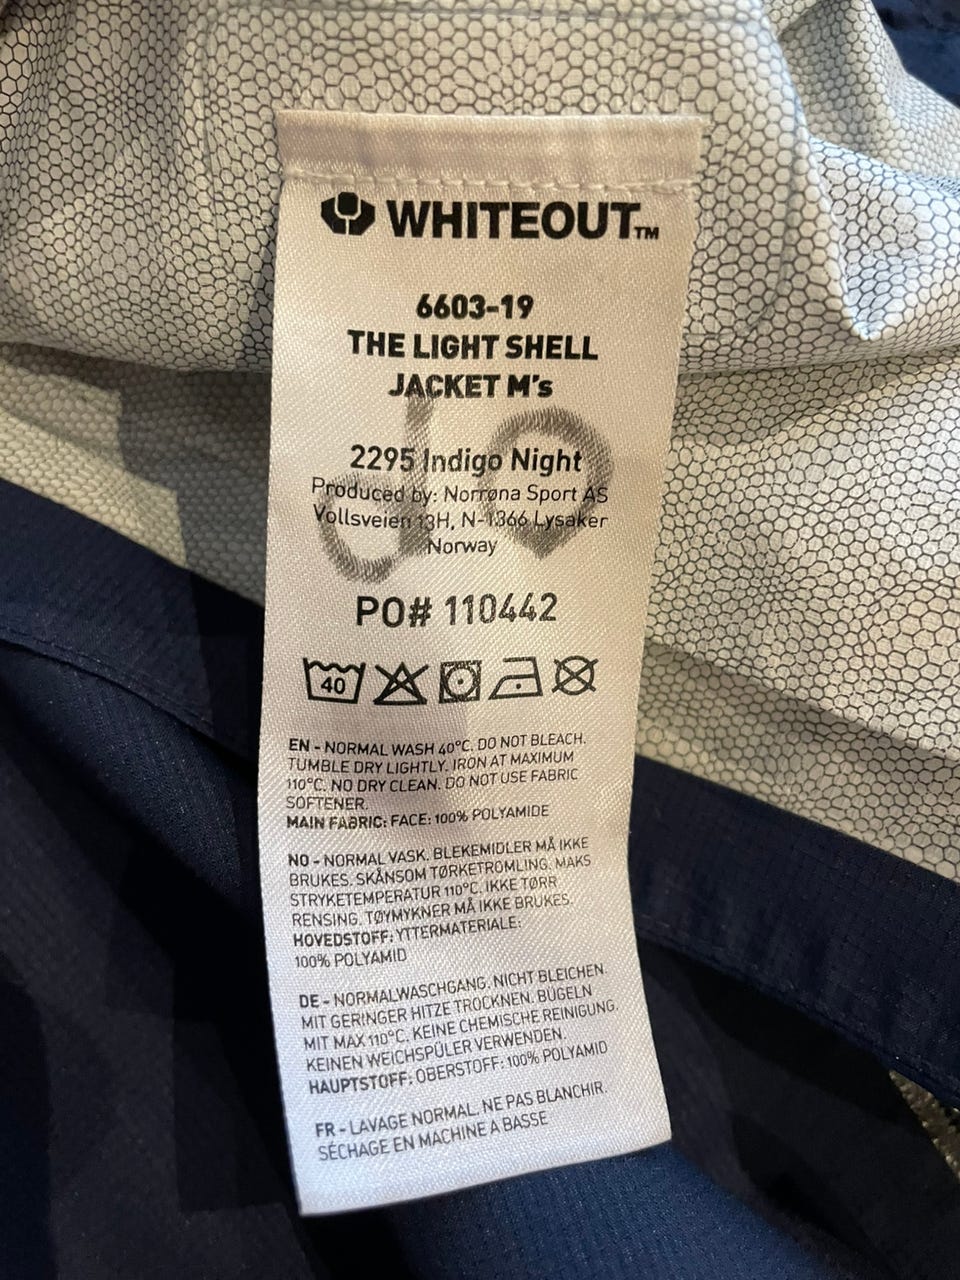 WHITEOUT™
6603-19
THE LIGHT SHELL
JACKET M's
2295 Indigo Night
Produced by: Norrøna Sport AS
Vollsveien 13H, N-1366 Lysaker
Norway
PO# 110442
40
EN - NORMAL WASH 40°C. DO NOT BLEACH.
TUMBLE DRY LIGHTLY. IRON AT MAXIMUM
110°C. NO DRY CLEAN. DO NOT USE FABRIC
SOFTENER.
MAIN FABRIC: FACE: 100% POLYAMIDE
NO - NORMAL VASK. BLEKEMIDLER MÅ IKKE
BRUKES. SKÅNSOM TØRKETROMLING. MAKS
STRYKETEMPERATUR 110°C. IKKE TØRR
RENSING. TØYMYKNER MÅ IKKE BRUKES.
HOVEDSTOFF: YTTERMATERIALE:
100% POLYAMID
DE - NORMALWASCHGANG. NICHT BLEICHEN.
MIT GERINGER HITZE TROCKNEN. BÜGELN
MIT MAX 110°C. KEINE CHEMISCHE REINIGUNG.
KEINEN WEICHSPÜLER VERWENDEN.
HAUPTSTOFF: OBERSTOFF: 100% POLYAMID
FR - LAVAGE NORMAL. NE PAS BLANCHIR.
SÉCHAGE EN MACHINE A BASSE